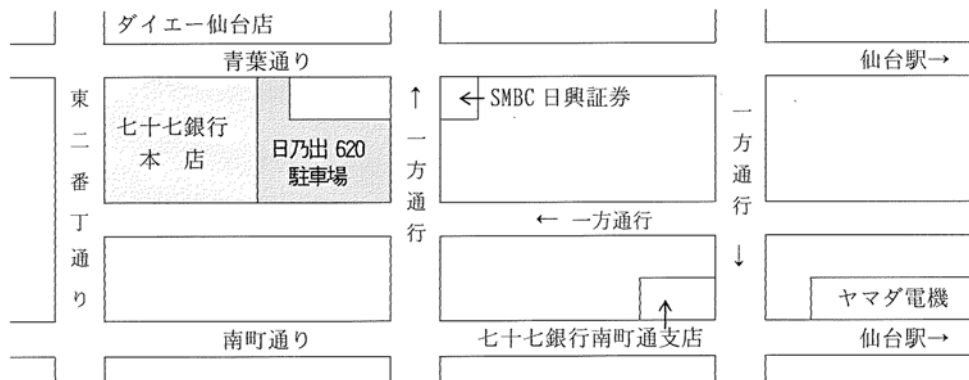 ダイエー仙台店
青葉通り
仙台駅→
東二番丁通り
七十七銀行
本店
日乃出 620
駐車場
↑一方通行
← SMBC 日興証券
一方通行↓
← 一方通行
ヤマダ電機
南町通り
七十七銀行南町通支店
仙台駅→